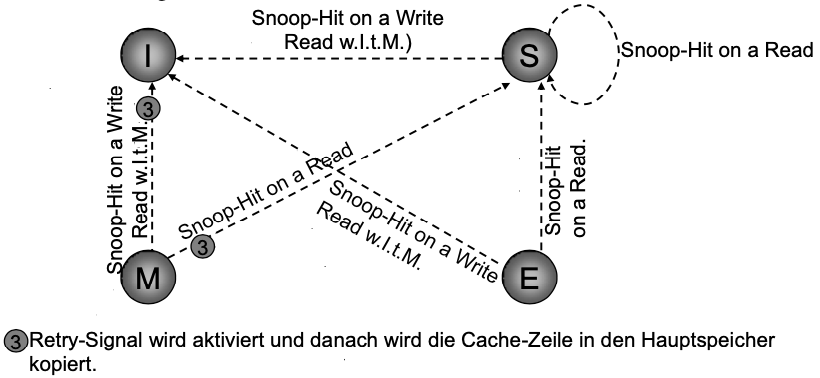 Snoop-Hit on a Write
Read w.I.t.M.)
I
S
Snoop-Hit on a Read
3
Snoop-Hit on a Write
Read w.I.t.M.
Snoop-Hit on a Read
3
Snoop-Hit on a Write
Read w.I.t.M.
Snoop-Hit
on a Read.
M
E
3 Retry-Signal wird aktiviert und danach wird die Cache-Zeile in den Hauptspeicher
kopiert.